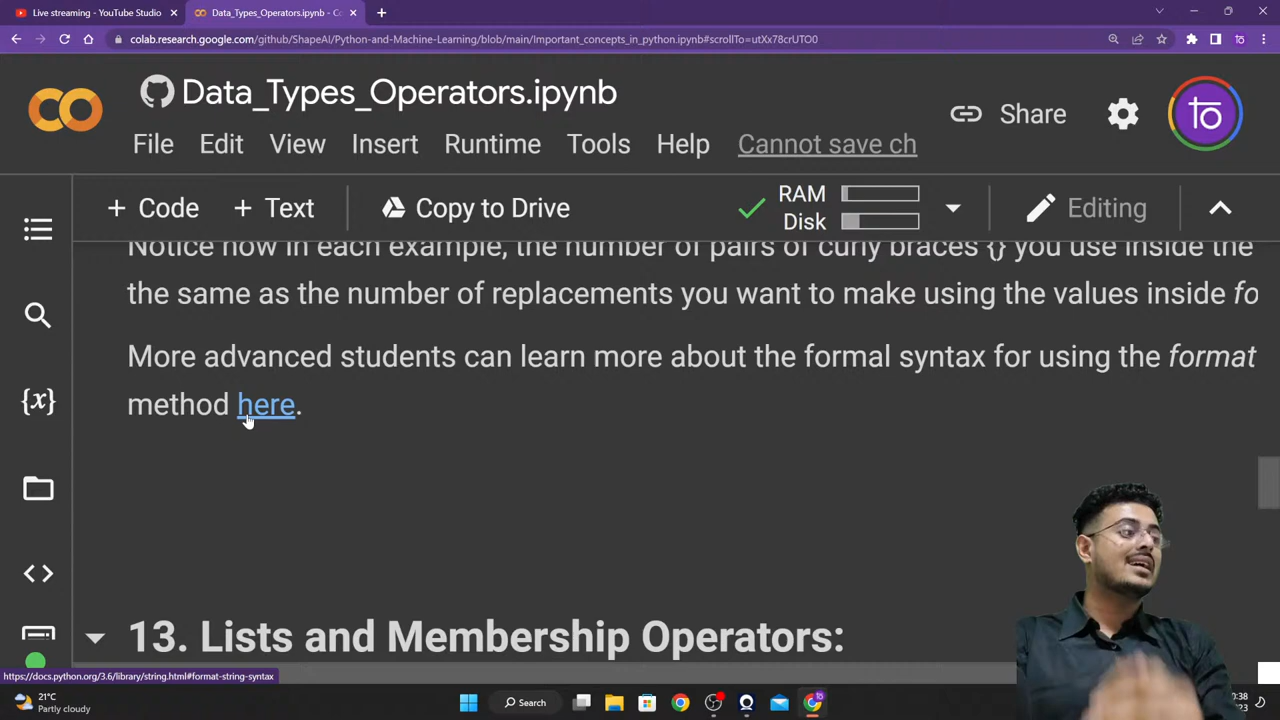 Live streaming - YouTube Studio
Data_Types_Operators.ipynb - Co
colab.research.google.com/github/ShapeAI/Python-and-Machine-Learning/blob/main/Important_concepts_in_python.ipynb#scrollTo=utXx78crUTO0
Data_Types_Operators.ipynb
Share
File Edit View Insert Runtime Tools Help Cannot save ch
+ Code + Text Copy to Drive
RAM
Disk
Editing
Notice how in each example, the number of pairs of curly braces {} you use inside the
the same as the number of replacements you want to make using the values inside fo
More advanced students can learn more about the formal syntax for using the format
method here.
{x}
13. Lists and Membership Operators:
https://docs.python.org/3.6/library/string.html#format-string-syntax
21°C
Partly cloudy
Search